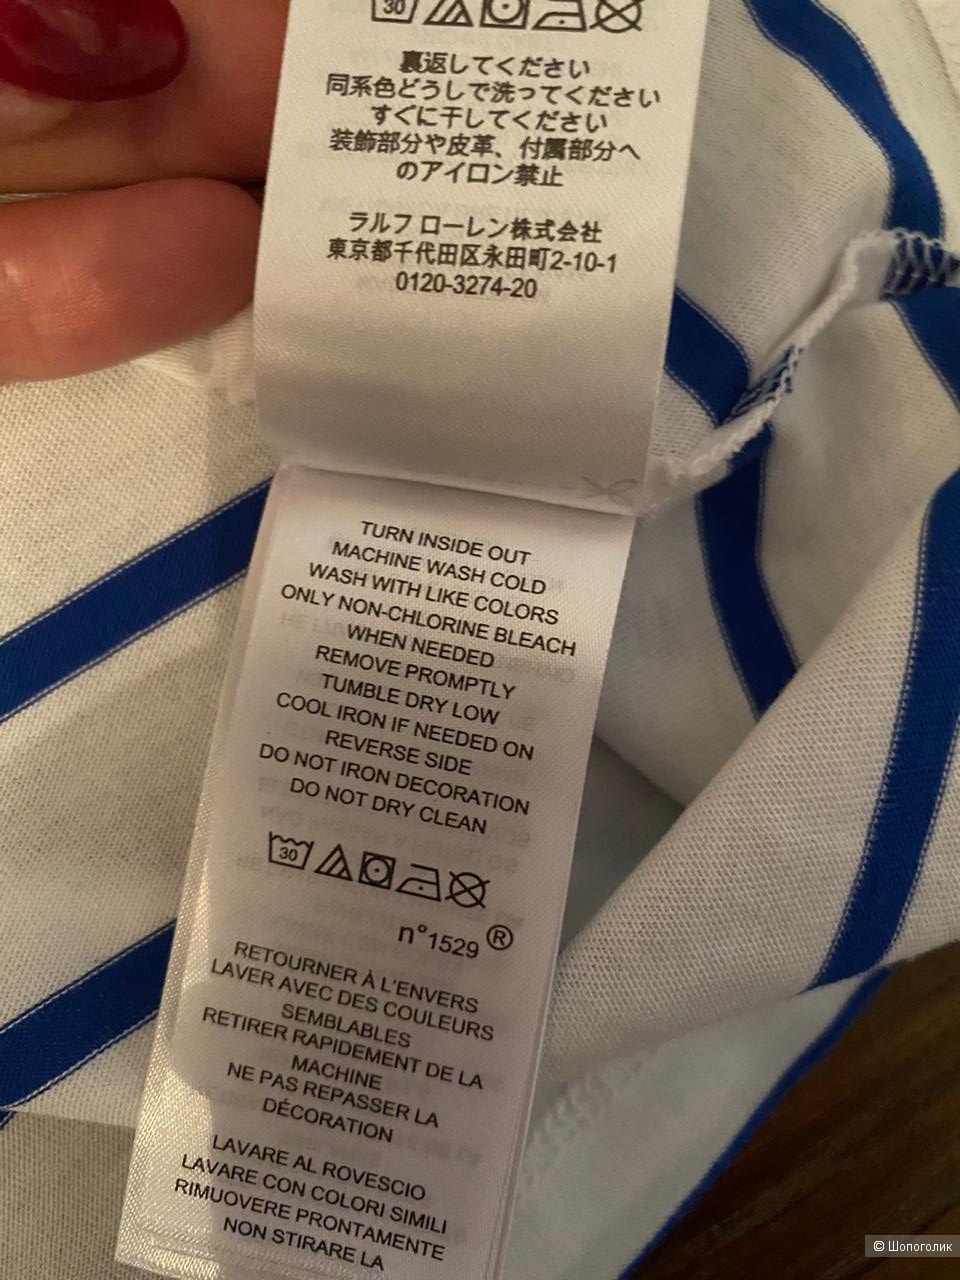 30
裏返してください
同系色どうしで洗ってください
すぐに干してください
装飾部分や皮革、付属部分へ
のアイロン禁止
ラルフ ローレン株式会社
東京都千代田区永田町2-10-1
0120-3274-20
TURN INSIDE OUT
MACHINE WASH COLD
WASH WITH LIKE COLORS
ONLY NON-CHLORINE BLEACH
WHEN NEEDED
REMOVE PROMPTLY
TUMBLE DRY LOW
COOL IRON IF NEEDED ON
REVERSE SIDE
DO NOT IRON DECORATION
DO NOT DRY CLEAN
30
n°1529 ®
RETOURNER À L'ENVERS
LAVER AVEC DES COULEURS
SEMBLABLES
RETIRER RAPIDEMENT DE LA
MACHINE
NE PAS REPASSER LA
DÉCORATION
LAVARE AL ROVESCIO
LAVARE CON COLORI SIMILI
RIMUOVERE PRONTAMENTE
NON STIRARE LA
© Шопоголик